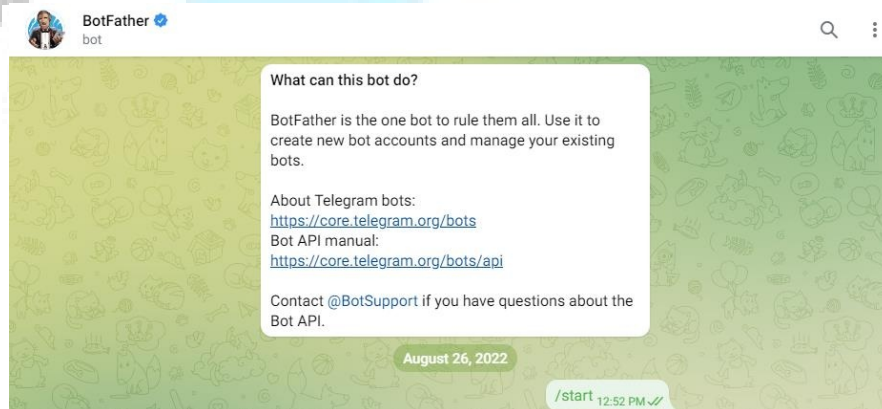 BotFather
bot
What can this bot do?
BotFather is the one bot to rule them all. Use it to
create new bot accounts and manage your existing
bots.
About Telegram bots:
https://core.telegram.org/bots
Bot API manual:
https://core.telegram.org/bots/api
Contact @BotSupport if you have questions about the
Bot API.
August 26, 2022
/start 12:52 PM